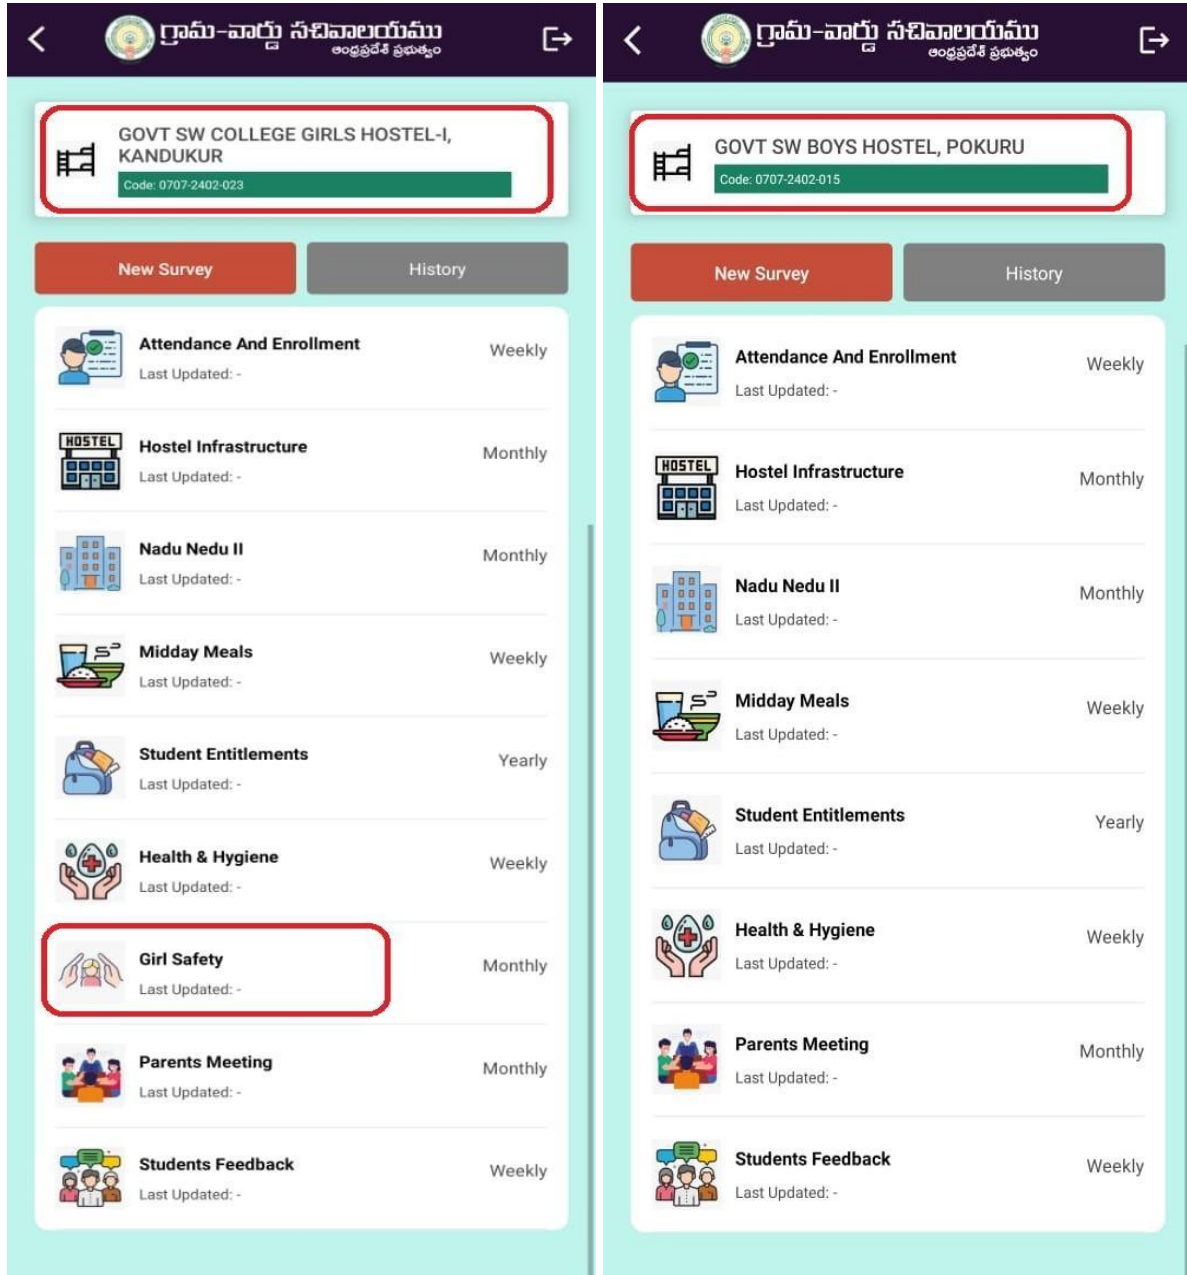 గ్రామ-వార్డు సచివాలయము
ఆంధ్రప్రదేశ్ ప్రభుత్వం
GOVT SW COLLEGE GIRLS HOSTEL-I,
KANDUKUR
Code: 0707-2402-023
New Survey
History
Attendance And Enrollment
Weekly
Last Updated: -
HOSTEL
Hostel Infrastructure
Monthly
Last Updated: -
Nadu Nedu II
Monthly
Last Updated: -
Midday Meals
Weekly
Last Updated: -
Student Entitlements
Yearly
Last Updated: -
Health & Hygiene
Weekly
Last Updated: -
Girl Safety
Monthly
Last Updated: -
Parents Meeting
Monthly
Last Updated: -
Students Feedback
Weekly
Last Updated: -
గ్రామ-వార్డు సచివాలయము
ఆంధ్రప్రదేశ్ ప్రభుత్వం
GOVT SW BOYS HOSTEL, POKURU
Code: 0707-2402-015
New Survey
History
Attendance And Enrollment
Weekly
Last Updated: -
HOSTEL
Hostel Infrastructure
Monthly
Last Updated: -
Nadu Nedu II
Monthly
Last Updated: -
Midday Meals
Weekly
Last Updated: -
Student Entitlements
Yearly
Last Updated: -
Health & Hygiene
Weekly
Last Updated: -
Parents Meeting
Monthly
Last Updated: -
Students Feedback
Weekly
Last Updated: -